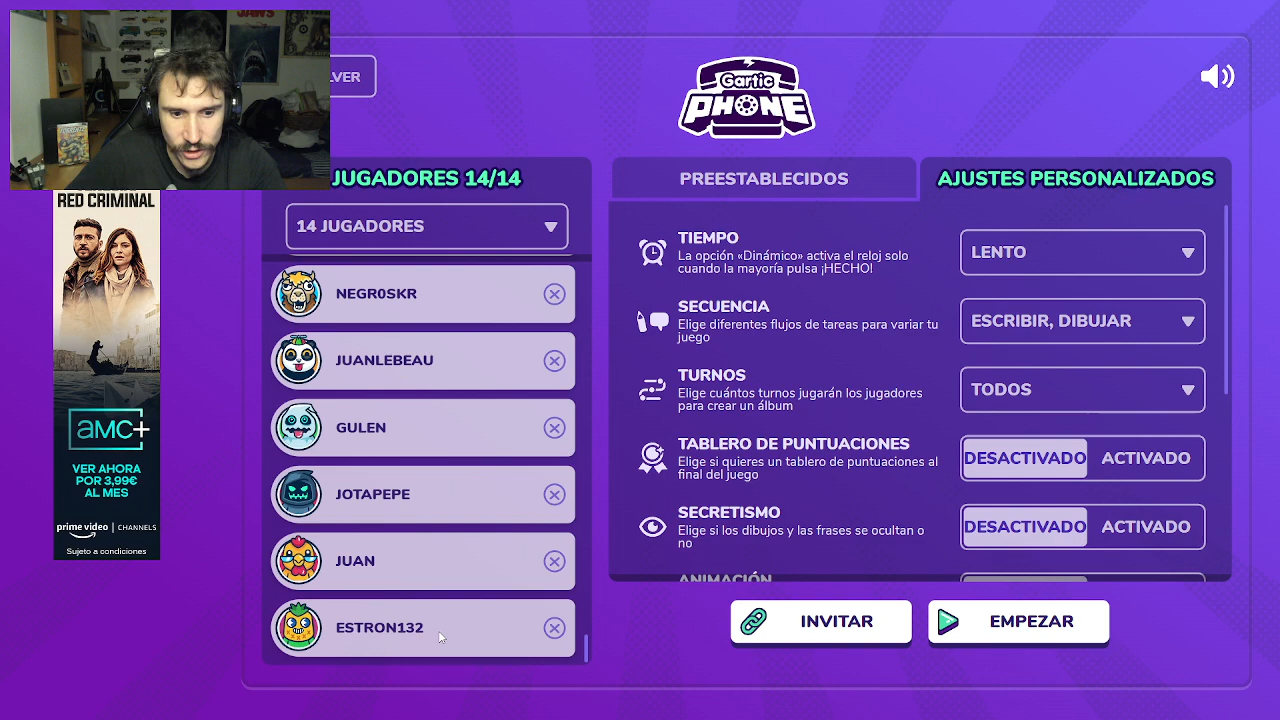 JAWS
LVER
Gartic
PHONE
JUGADORES 14/14
14 JUGADORES
NEGR0SKR
JUANLEBEAU
GULEN
JOTAPEPE
JUAN
ESTRON132
RED CRIMINAL
aMC+
VER AHORA
POR 3,99€
AL MES
prime video | CHANNELS
Sujeto a condiciones
PREESTABLECIDOS
AJUSTES PERSONALIZADOS
TIEMPO
La opción «Dinámico» activa el reloj solo
cuando la mayoría pulsa ¡HECHO!
LENTO
SECUENCIA
Elige diferentes flujos de tareas para variar tu
juego
ESCRIBIR, DIBUJAR
TURNOS
Elige cuántos turnos jugarán los jugadores
para crear un álbum
TODOS
TABLERO DE PUNTUACIONES
Elige si quieres un tablero de puntuaciones al
final del juego
DESACTIVADO ACTIVADO
SECRETISMO
Elige si los dibujos y las frases se ocultan o
no
DESACTIVADO ACTIVADO
ANIMACIÓN
INVITAR
EMPEZAR